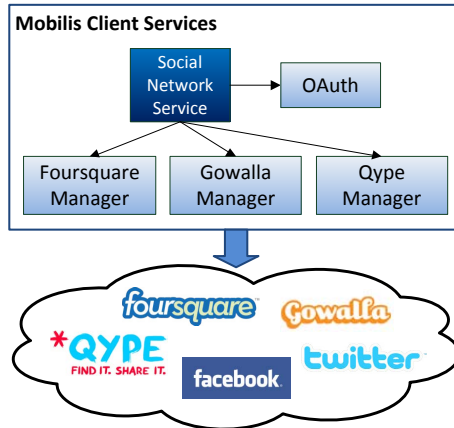 Mobilis Client Services
Social
Network
Service
OAuth
Foursquare
Manager
Gowalla
Manager
Qype
Manager
foursquare™
Gowalla
*QYPE
FIND IT. SHARE IT.
twitter
facebook